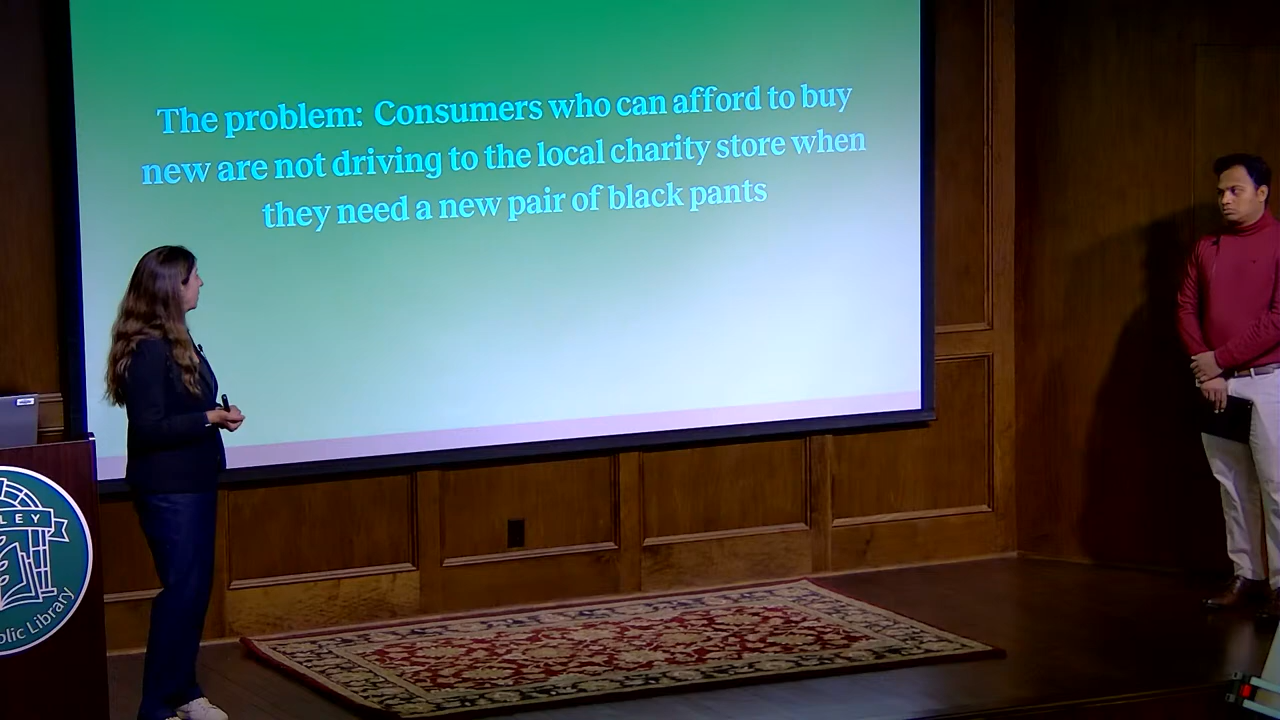 The problem: Consumers who can afford to buy
new are not driving to the local charity store when
they need a new pair of black pants
LEY
Library